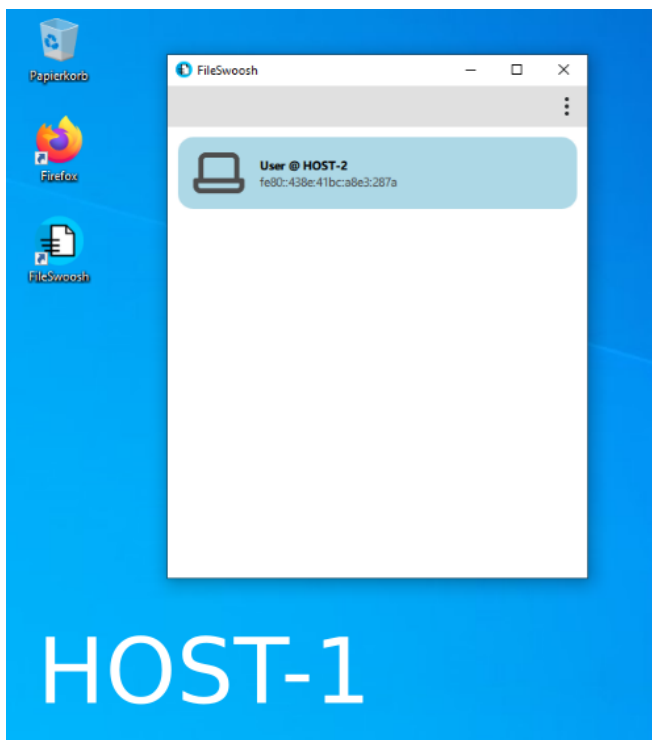 Papierkorb
Firefox
FileSwoosh
FileSwoosh
User @ HOST-2
fe80::438e:41bc:a8e3:287a
HOST-1